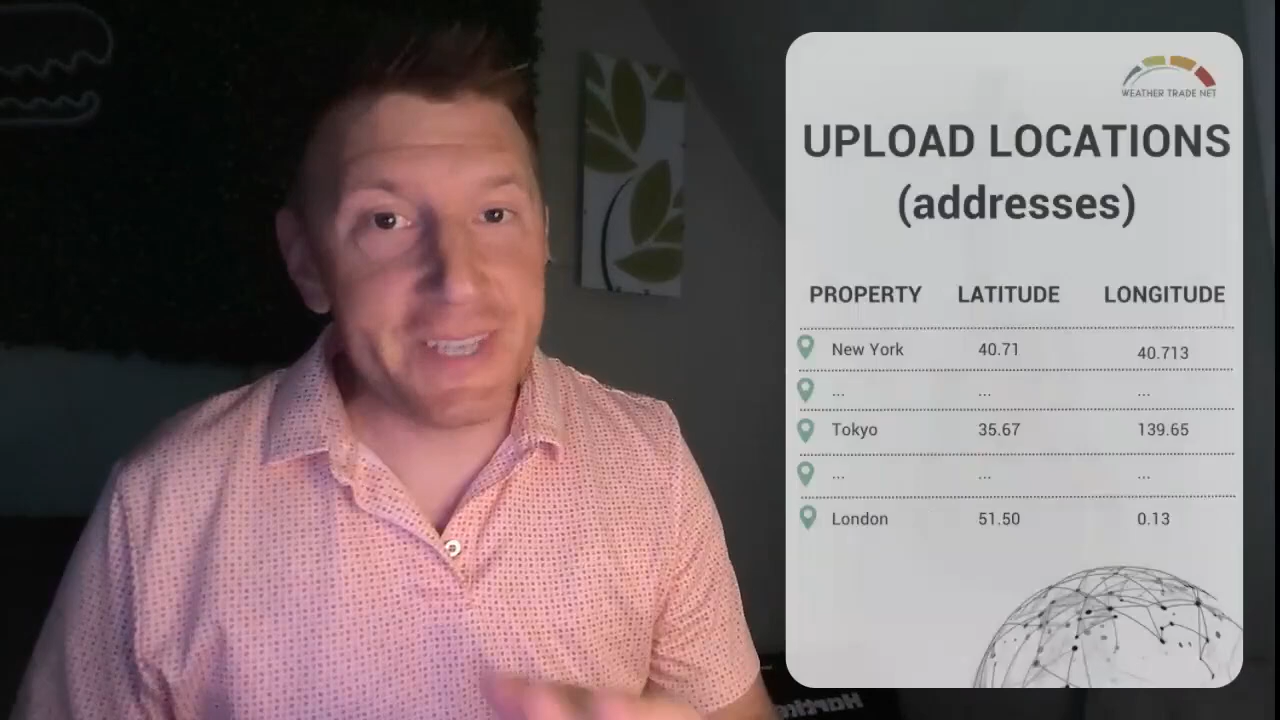 WEATHER TRADE NET
UPLOAD LOCATIONS
(addresses)
PROPERTY LATITUDE LONGITUDE
New York 40.71 40.713
... ... ...
Tokyo 35.67 139.65
... ... ...
London 51.50 0.13